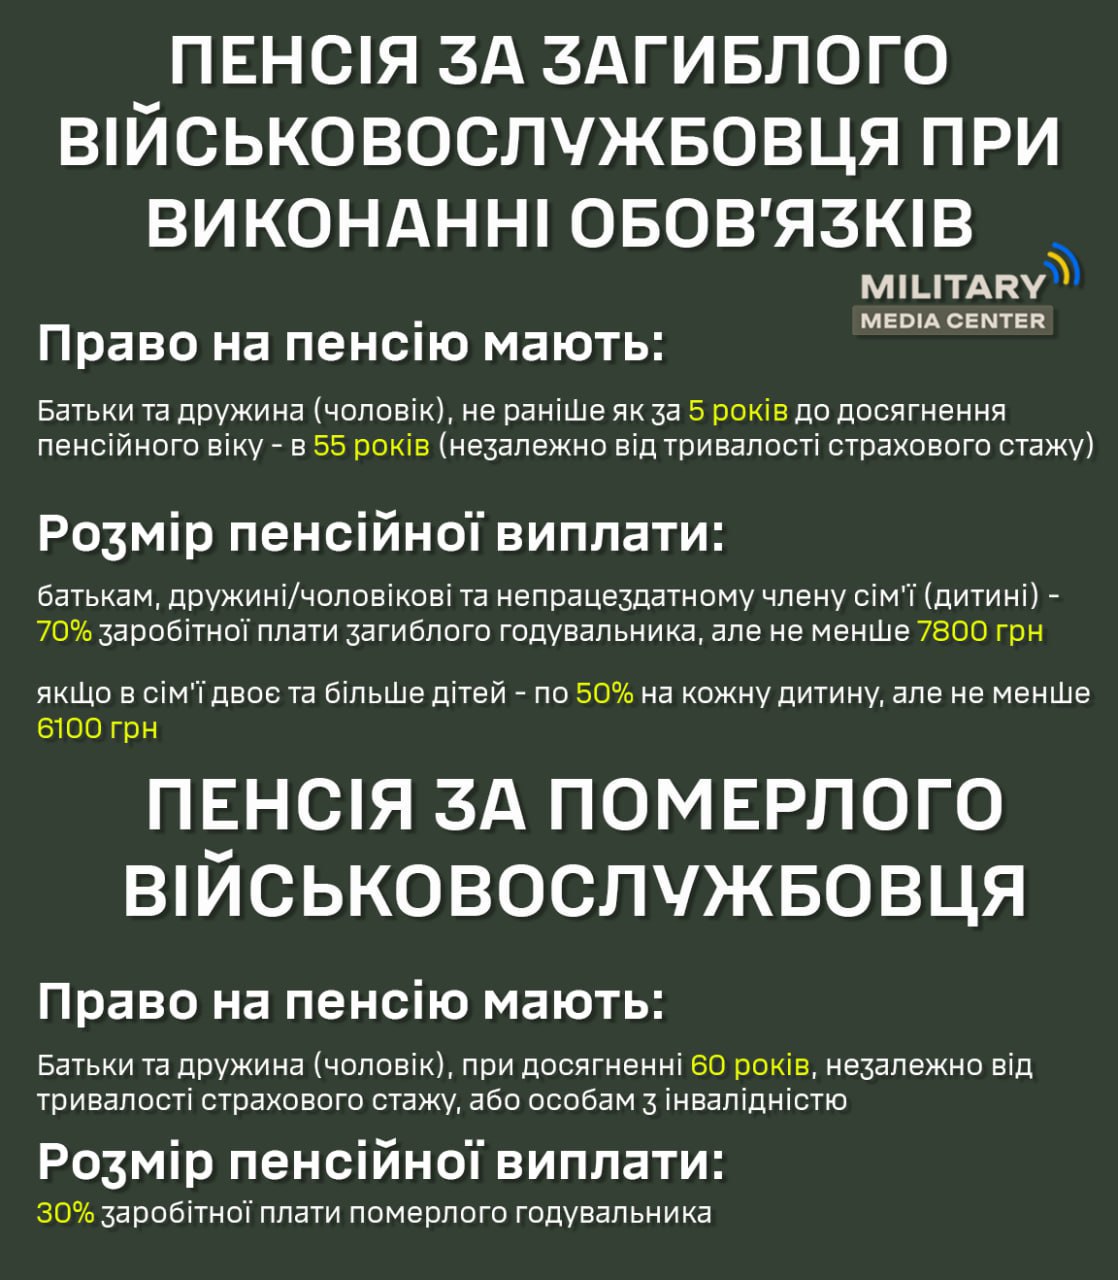 ПЕНСІЯ ЗА ЗАГИБЛОГО
ВІЙСЬКОВОСЛУЖБОВЦЯ ПРИ
ВИКОНАННІ ОБОВ'ЯЗКІВ
MILITARY
MEDIA CENTER
Право на пенсію мають:
Батьки та дружина (чоловік), не раніше як за 5 років до досягнення
пенсійного віку - в 55 років (незалежно від тривалості страхового стажу)
Розмір пенсійної виплати:
батькам, дружині/чоловікові та непрацездатному члену сім'ї (дитині) -
70% заробітної плати загиблого годувальника, але не менше 7800 грн
якщо в сім'ї двоє та більше дітей - по 50% на кожну дитину, але не менше
6100 грн
ПЕНСІЯ ЗА ПОМЕРЛОГО
ВІЙСЬКОВОСЛУЖБОВЦЯ
Право на пенсію мають:
Батьки та дружина (чоловік), при досягненні 60 років, незалежно від
тривалості страхового стажу, або особам з інвалідністю
Розмір пенсійної виплати:
30% заробітної плати померлого годувальника